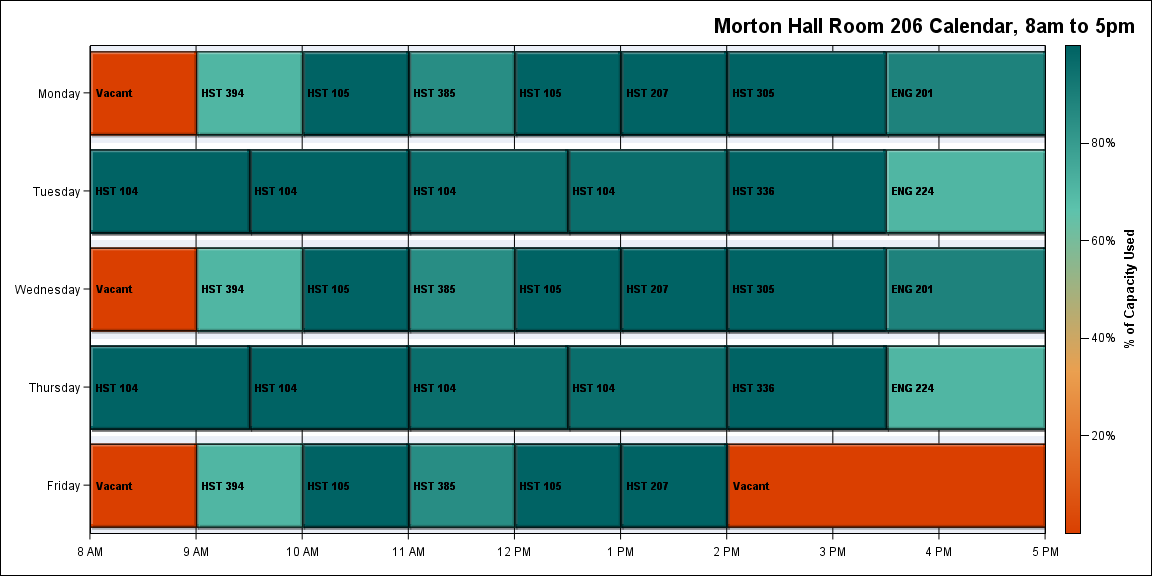 Morton Hall Room 206 Calendar, 8am to 5pm
Monday
Vacant
HST 394
HST 105
HST 385
HST 105
HST 207
HST 305
ENG 201
Tuesday
HST 104
HST 104
HST 104
HST 104
HST 336
ENG 224
Wednesday
Vacant
HST 394
HST 105
HST 385
HST 105
HST 207
HST 305
ENG 201
Thursday
HST 104
HST 104
HST 104
HST 104
HST 336
ENG 224
Friday
Vacant
HST 394
HST 105
HST 385
HST 105
HST 207
Vacant
8 AM
9 AM
10 AM
11 AM
12 PM
1 PM
2 PM
3 PM
4 PM
5 PM
80%
60%
40%
20%
% of Capacity Used